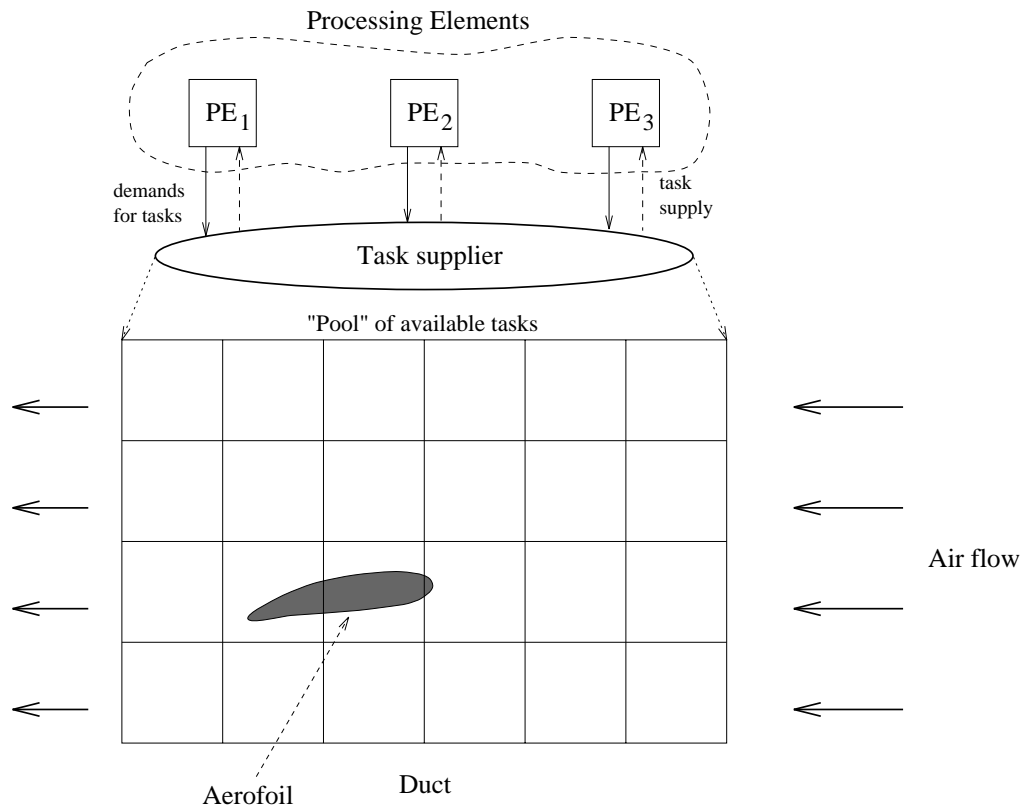 Processing Elements
PE1
PE2
PE3
demands
for tasks
task
supply
Task supplier
"Pool" of available tasks
Air flow
Aerofoil
Duct